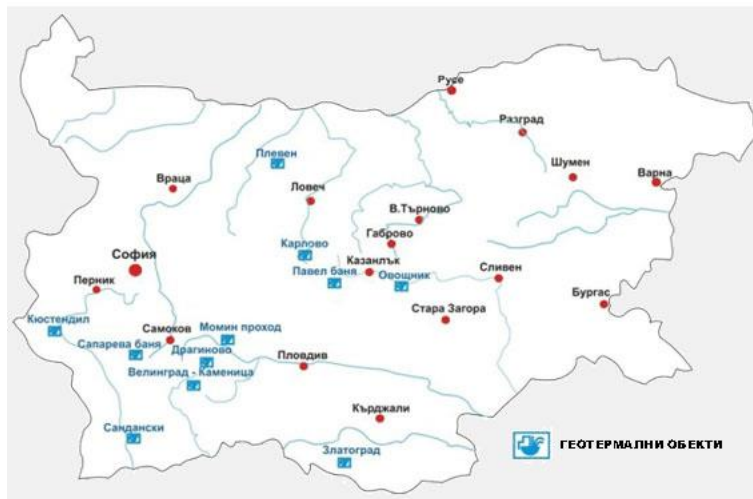 Русе
Разград
Плевен
Шумен
Варна
Враца
Ловеч
В.Търново
Габрово
Карлово
София
Казанлък
Сливен
Павел баня
Овощник
Перник
Бургас
Стара Загора
Кюстендил
Самоков
Момин проход
Сапарева баня
Драгиново
Пловдив
Велинград - Каменица
Кърджали
Сандански
Златоград
ГЕОТЕРМАЛНИ ОБЕКТИ